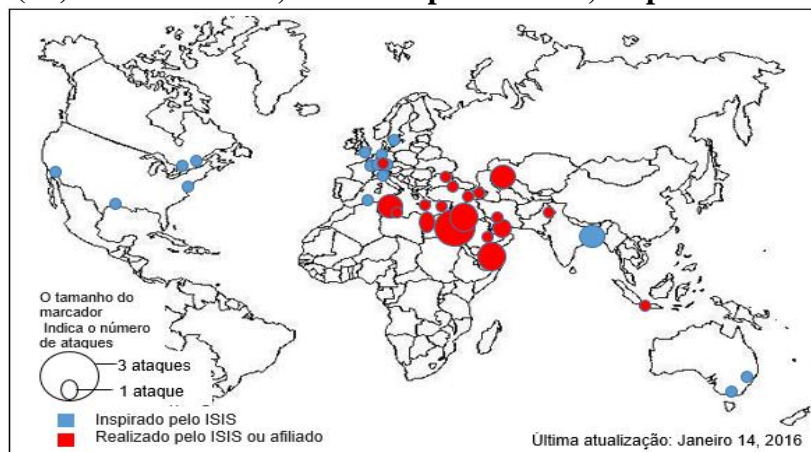 O tamanho do
marcador
Indica o número
de ataques
3 ataques
1 ataque
Inspirado pelo ISIS
Realizado pelo ISIS ou afiliado
Última atualização: Janeiro 14, 2016